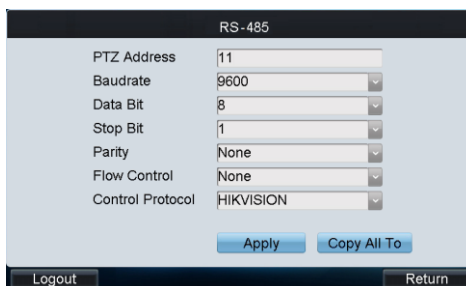 RS-485
PTZ Address 11
Baudrate 9600
Data Bit 8
Stop Bit 1
Parity None
Flow Control None
Control Protocol HIKVISION
Apply Copy All To
Logout Return